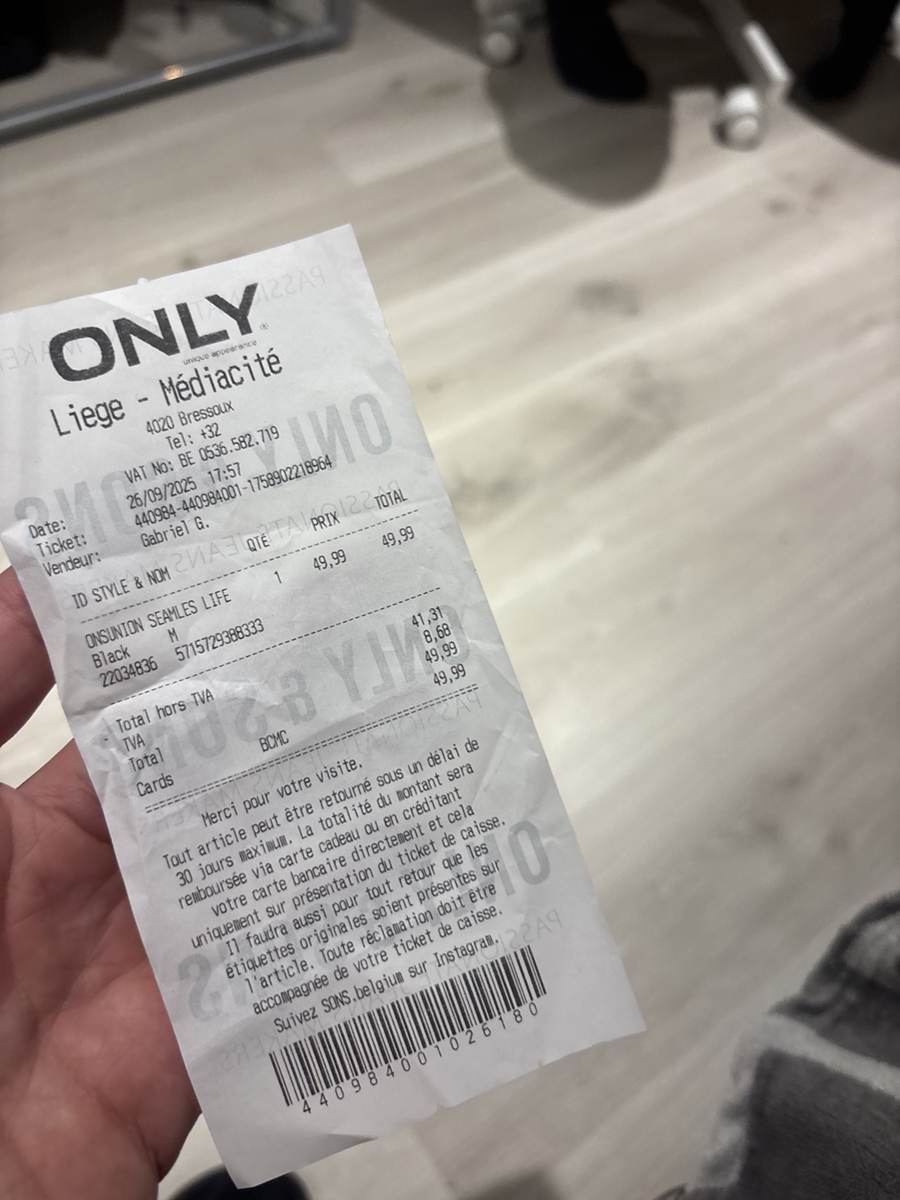 ONLY®
unique appearance
Liege - Médiacité
4020 Bressoux
Tel: +32
VAT No: BE 0536.582.719
Date: 26/09/2025 17:57
Ticket: 440984-440984001-1758902218964
Vendeur: Gabriel G.
ID STYLE & NOM QTÉ PRIX TOTAL
ONSUNION SEAMLES LIFE 1 49,99 49,99
Black M
22034836 5715729388333
Total hors TVA 41,31
TVA 8,68
Total 49,99
Cards BCMC 49,99
Merci pour votre visite.
Tout article peut être retourné sous un délai de
30 jours maximum. La totalité du montant sera
remboursée via carte cadeau ou en créditant
votre carte bancaire directement et cela
uniquement sur présentation du ticket de caisse.
Il faudra aussi pour tout retour que les
étiquettes originales soient présentes sur
l'article. Toute réclamation doit être
accompagnée de votre ticket de caisse.
Suivez SONS.belgium sur Instagram.
440984001026180